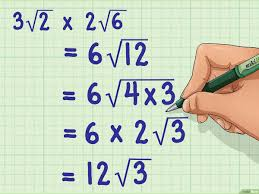 3√2 x 2√6
= 6√12
= 6√4x3
= 6 x 2√3
= 12√3